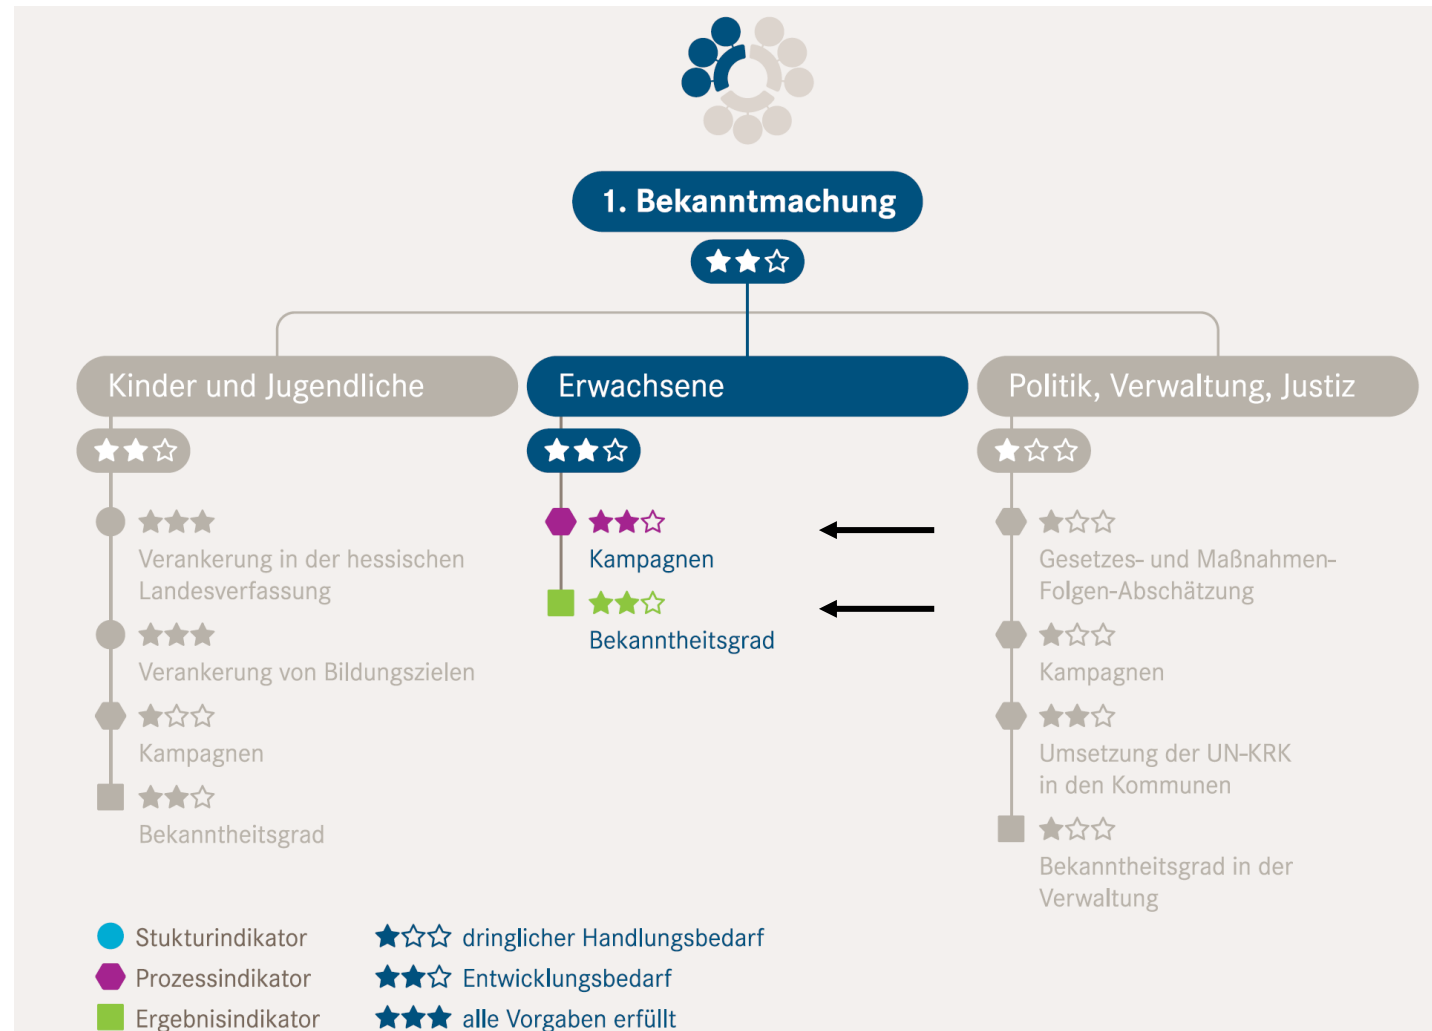 1. Bekanntmachung
Kinder und Jugendliche
Verankerung in der hessischen
Landesverfassung
Verankerung von Bildungszielen
Kampagnen
Bekanntheitsgrad
Erwachsene
Kampagnen
Bekanntheitsgrad
Politik, Verwaltung, Justiz
Gesetzes- und Maßnahmen-
Folgen-Abschätzung
Kampagnen
Umsetzung der UN-KRK
in den Kommunen
Bekanntheitsgrad in der
Verwaltung
Stukturindikator
Prozessindikator
Ergebnisindikator
dringlicher Handlungsbedarf
Entwicklungsbedarf
alle Vorgaben erfüllt